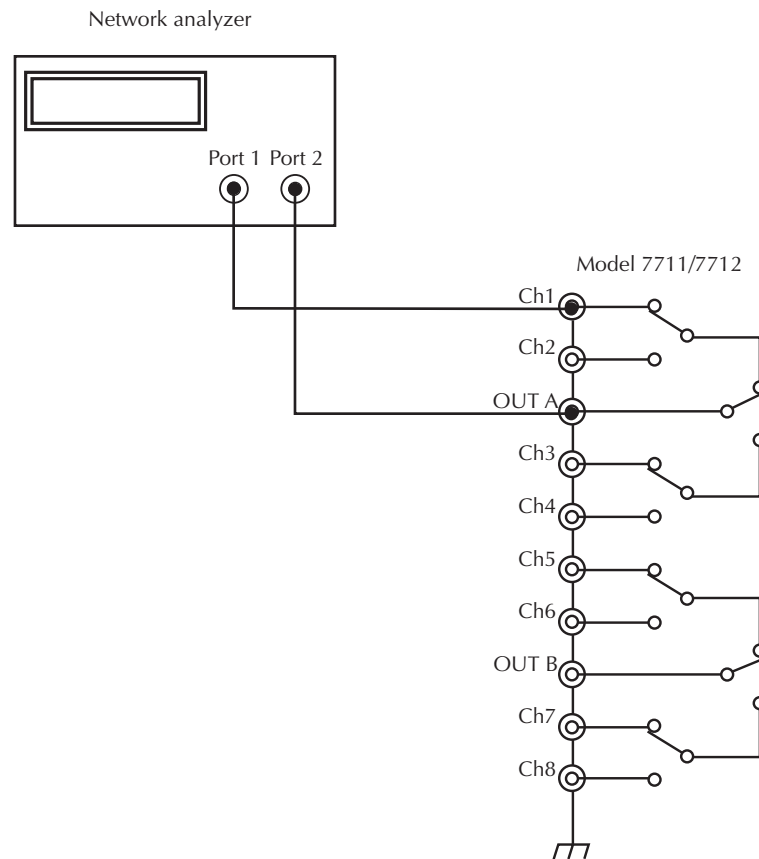 Network analyzer
Port 1 Port 2
Model 7711/7712
Ch1
Ch2
OUT A
Ch3
Ch4
Ch5
Ch6
OUT B
Ch7
Ch8